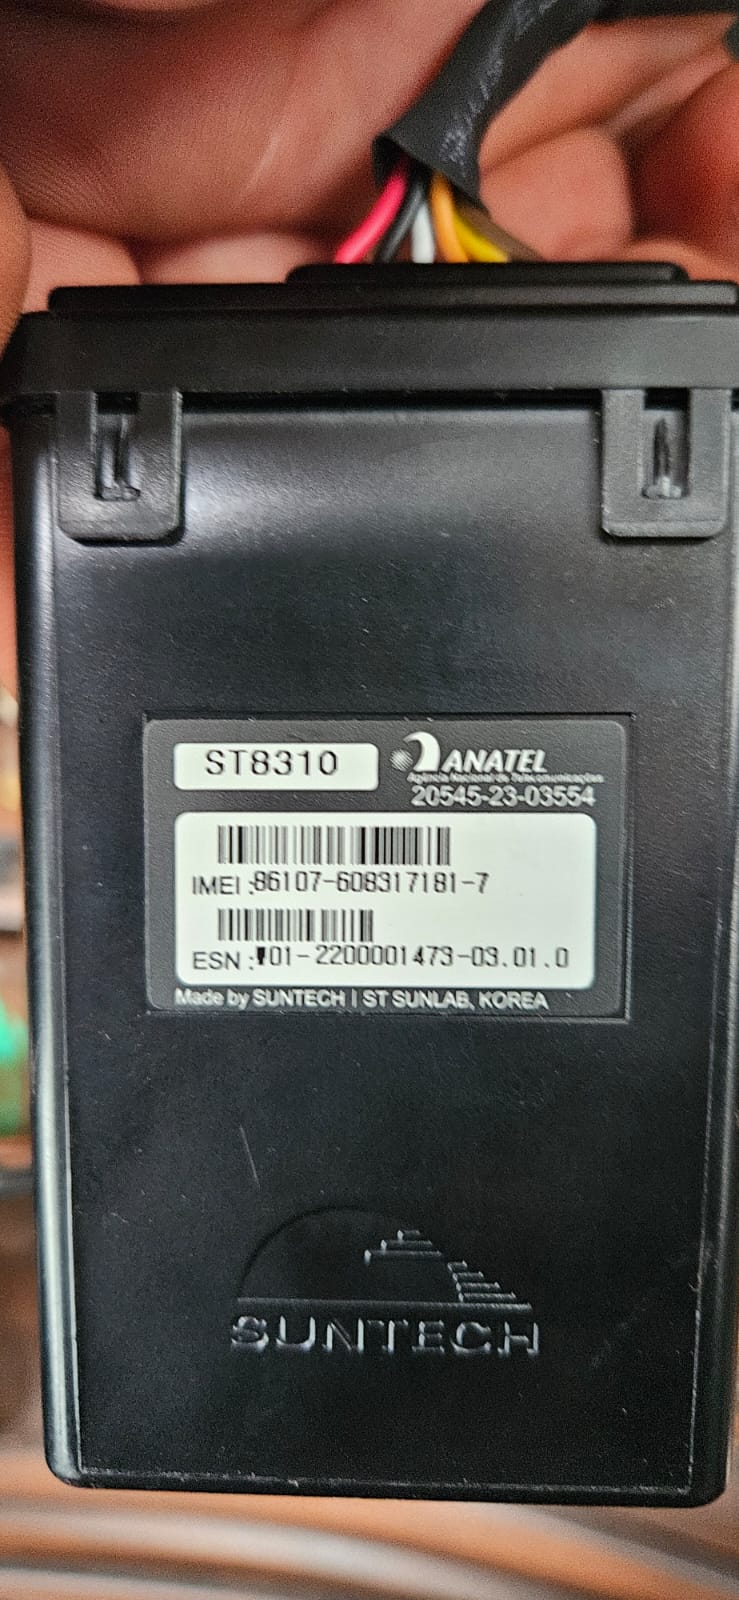 ST8310
ANATEL
Agência Nacional de Telecomunicações
20545-23-03554
IMEI :86107-608317181-7
ESN :W01-2200001473-03.01.0
Made by SUNTECH | ST SUNLAB, KOREA
SUNTECH